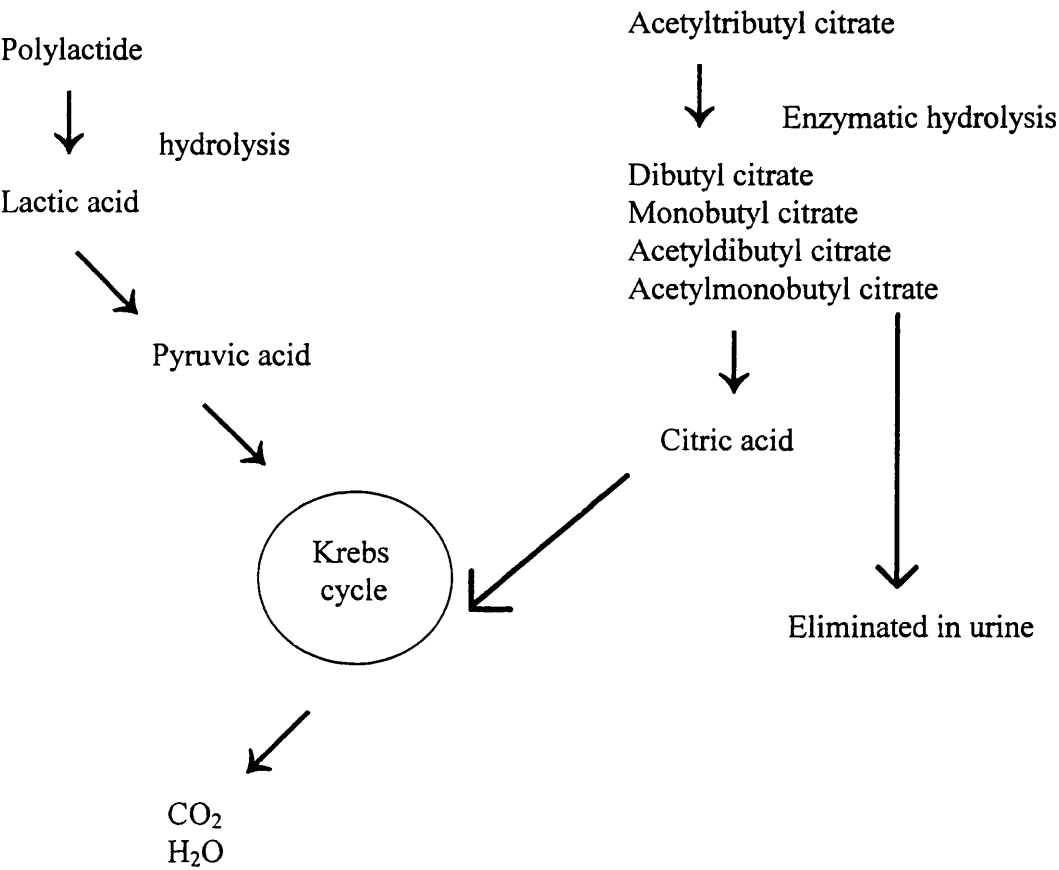 Polylactide
hydrolysis
Lactic acid
Pyruvic acid
Acetyltributyl citrate
Enzymatic hydrolysis
Dibutyl citrate
Monobutyl citrate
Acetyldibutyl citrate
Acetylmonobutyl citrate
Citric acid
Krebs
cycle
Eliminated in urine
CO₂
H₂O